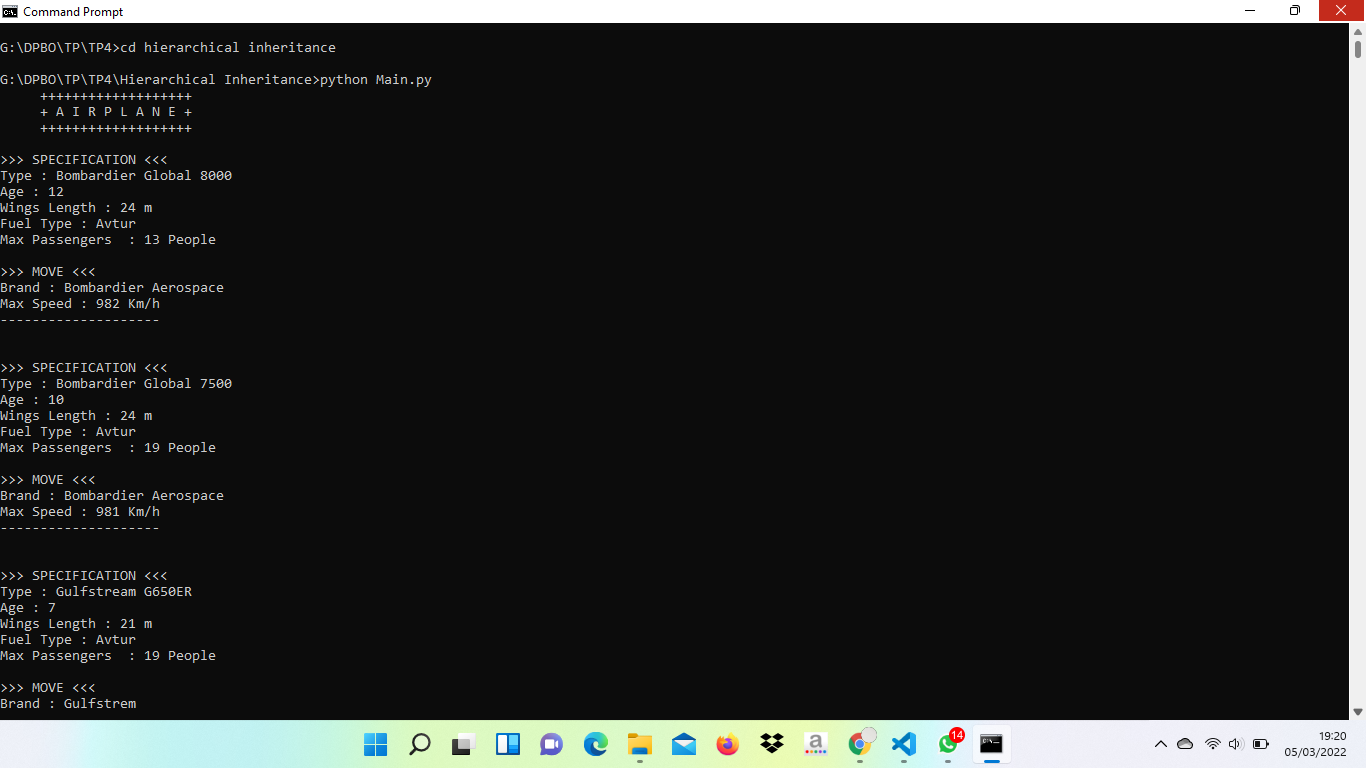 Command Prompt
G:\DPBO\TP\TP4>cd hierarchical inheritance
G:\DPBO\TP\TP4\Hierarchical Inheritance>python Main.py
+++++++++++++++++++
+ A I R P L A N E +
+++++++++++++++++++
>>> SPECIFICATION <<<
Type : Bombardier Global 8000
Age : 12
Wings Length : 24 m
Fuel Type : Avtur
Max Passengers  : 13 People
>>> MOVE <<<
Brand : Bombardier Aerospace
Max Speed : 982 Km/h
--------------------
>>> SPECIFICATION <<<
Type : Bombardier Global 7500
Age : 10
Wings Length : 24 m
Fuel Type : Avtur
Max Passengers  : 19 People
>>> MOVE <<<
Brand : Bombardier Aerospace
Max Speed : 981 Km/h
--------------------
>>> SPECIFICATION <<<
Type : Gulfstream G650ER
Age : 7
Wings Length : 21 m
Fuel Type : Avtur
Max Passengers  : 19 People
>>> MOVE <<<
Brand : Gulfstrem
a
14
19:20
05/03/2022